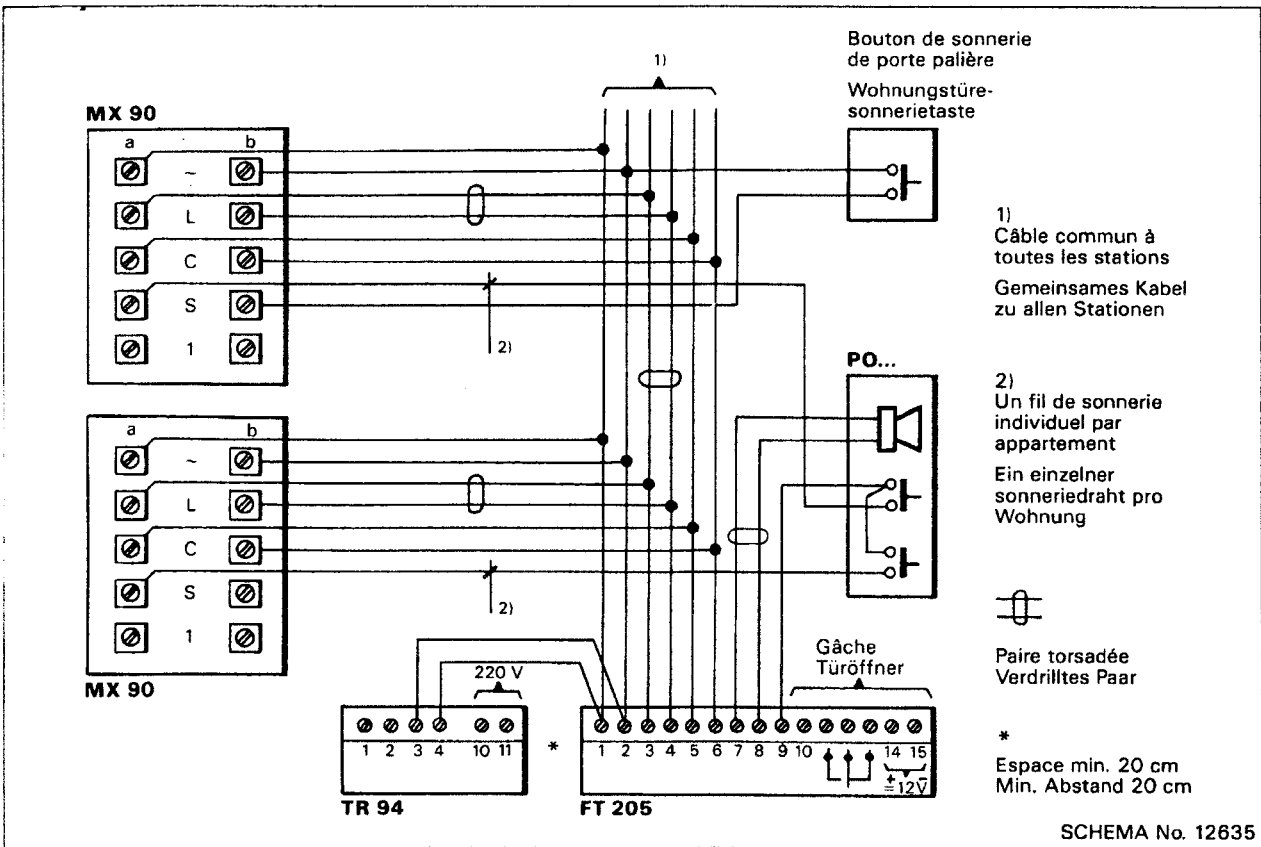 Bouton de sonnerie
de porte palière
Wohnungstüre-
sonnerietaste
1)
MX 90
a b
~
L
C
S
1
2)
1)
Câble commun à
toutes les stations
Gemeinsames Kabel
zu allen Stationen
PO...
2)
Un fil de sonnerie
individuel par
appartement
Ein einzelner
sonneriedraht pro
Wohnung
a b
~
L
C
S
1
2)
MX 90
Gâche
Türöffner
220 V
Paire torsadée
Verdrilltes Paar
1 2 3 4 10 11
*
1 2 3 4 5 6 7 8 9 10 14 15
+ -
=12V
TR 94
FT 205
*
Espace min. 20 cm
Min. Abstand 20 cm
SCHEMA No. 12635